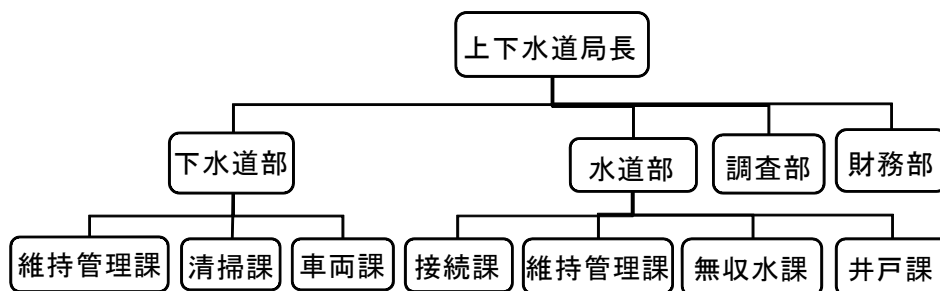 上下水道局長
下水道部
水道部
調査部
財務部
維持管理課
清掃課
車両課
接続課
維持管理課
無収水課
井戸課